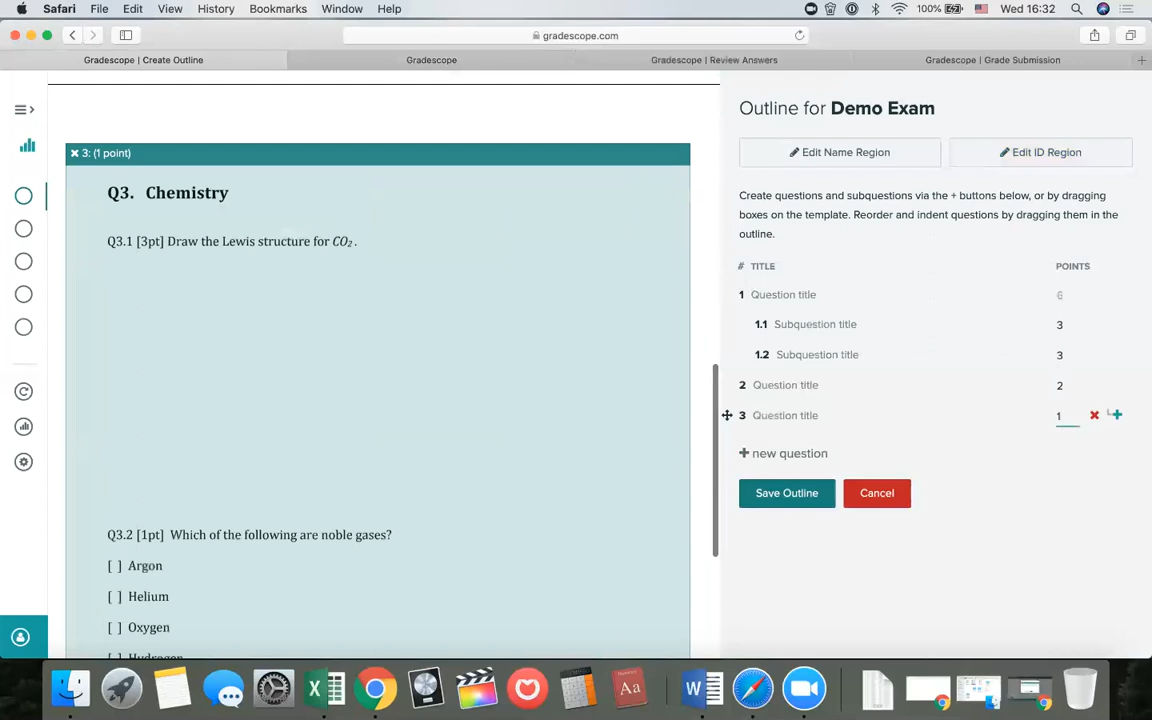 Safari File Edit View History Bookmarks Window Help 100% Wed 16:32
gradescope.com
Gradescope | Create Outline Gradescope Gradescope | Review Answers Gradescope | Grade Submission
3: (1 point)
Q3. Chemistry
Q3.1 [3pt] Draw the Lewis structure for CO₂ .
Q3.2 [1pt] Which of the following are noble gases?
[ ] Argon
[ ] Helium
[ ] Oxygen
[ ] Hydrogen
Outline for Demo Exam
Edit Name Region Edit ID Region
Create questions and subquestions via the + buttons below, or by dragging
boxes on the template. Reorder and indent questions by dragging them in the
outline.
# TITLE POINTS
1 Question title 6
1.1 Subquestion title 3
1.2 Subquestion title 3
2 Question title 2
3 Question title 1
+ new question
Save Outline Cancel
Aa